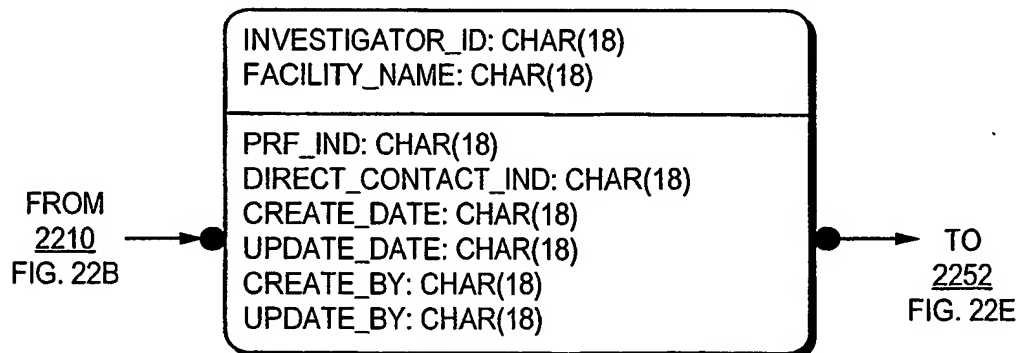 INVESTIGATOR_ID: CHAR(18)
FACILITY_NAME: CHAR(18)
PRF_IND: CHAR(18)
DIRECT_CONTACT_IND: CHAR(18)
CREATE_DATE: CHAR(18)
UPDATE_DATE: CHAR(18)
CREATE_BY: CHAR(18)
UPDATE_BY: CHAR(18)
FROM
2210
FIG. 22B
TO
2252
FIG. 22E